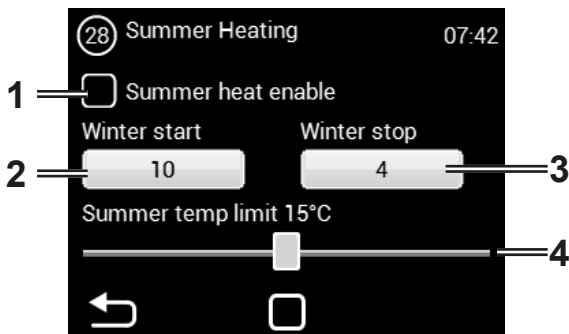 28 Summer Heating 07:42
1 Summer heat enable
Winter start Winter stop
2 10 4 3
Summer temp limit 15°C
4